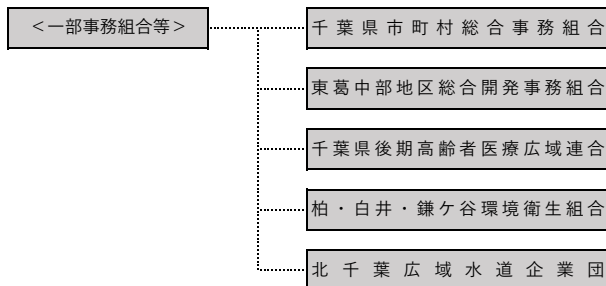 ＜一部事務組合等＞
千葉県市町村総合事務組合
東葛中部地区総合開発事務組合
千葉県後期高齢者医療広域連合
柏・白井・鎌ケ谷環境衛生組合
北千葉広域水道企業団